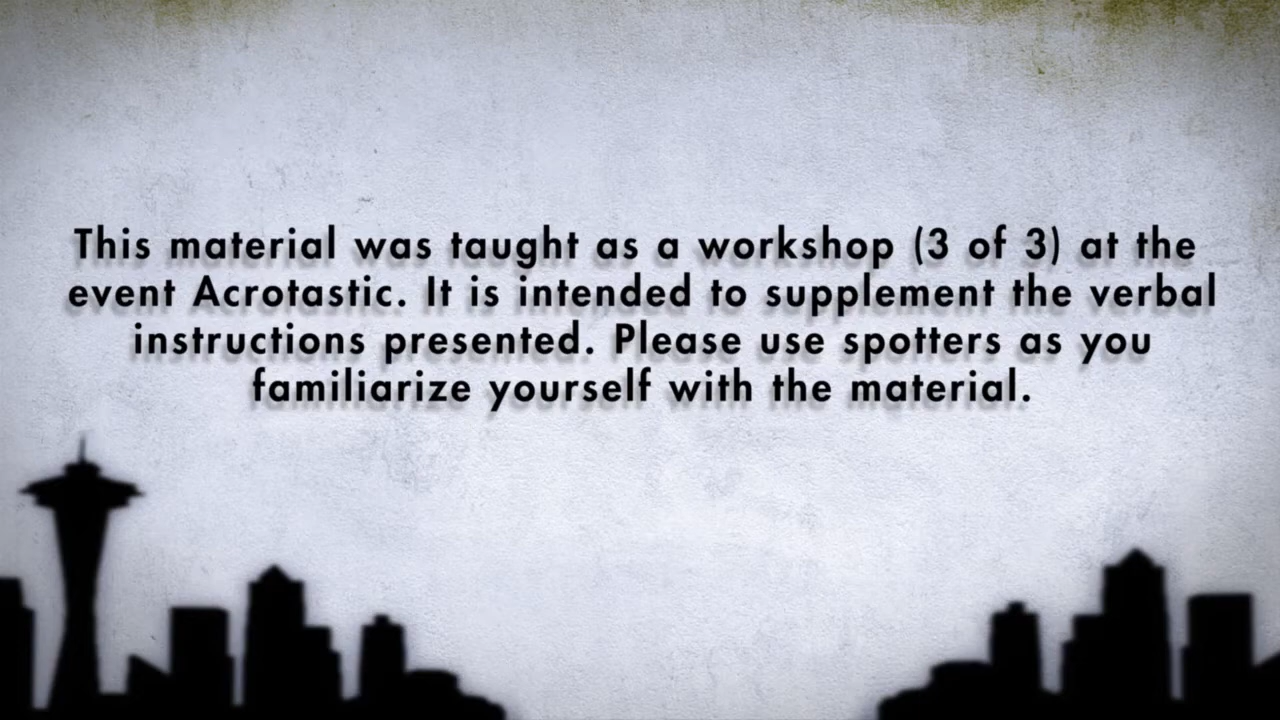 This material was taught as a workshop (3 of 3) at the
event Acrotastic. It is intended to supplement the verbal
instructions presented. Please use spotters as you
familiarize yourself with the material.